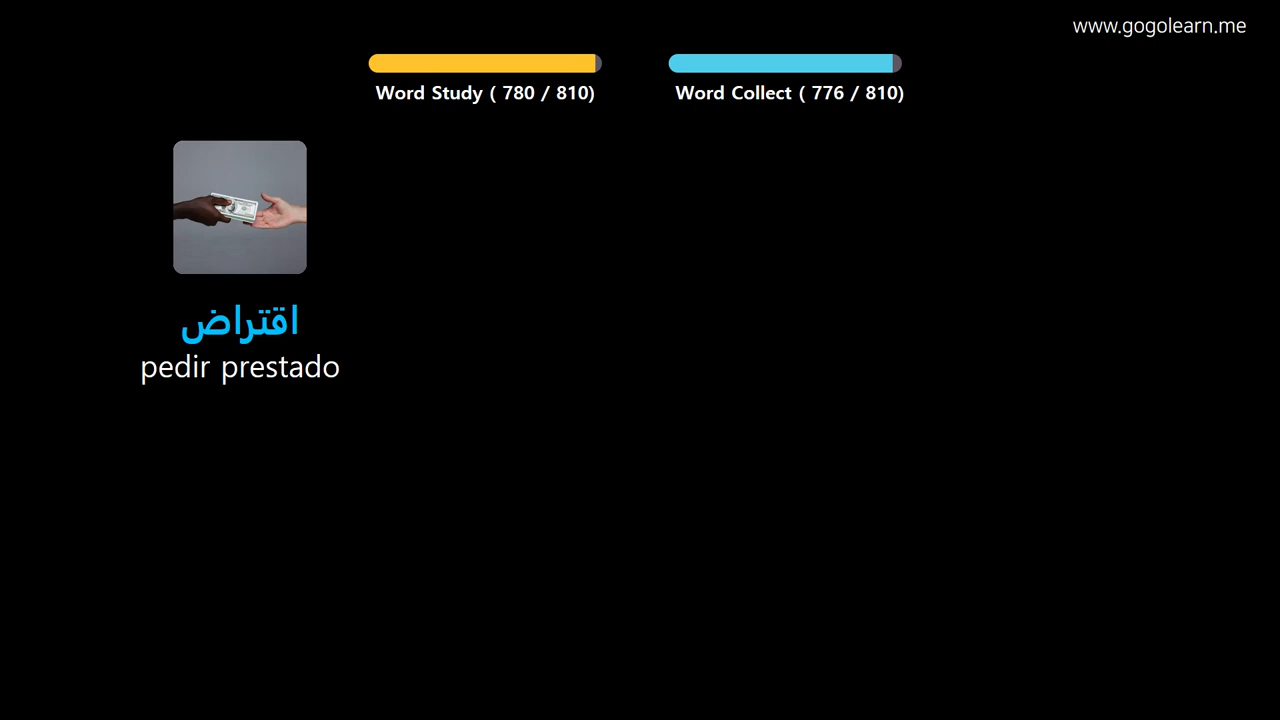 www.gogolearn.me
Word Study ( 780 / 810)
Word Collect ( 776 / 810)
اقتراض
pedir prestado